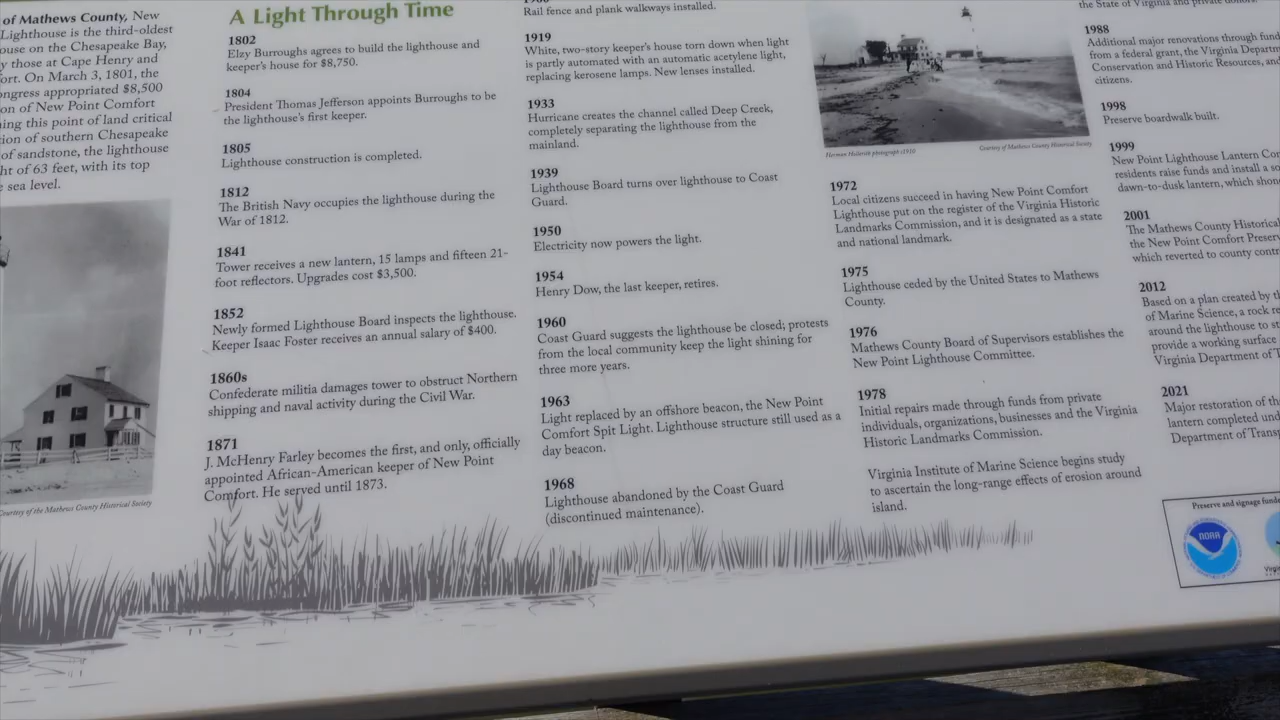 of Mathews County, New
Lighthouse is the third-oldest
on the Chesapeake Bay,
those at Cape Henry and
On March 3, 1801, the
appropriated $8,500
of New Point Comfort
this point of land critical
of southern Chesapeake
of sandstone, the lighthouse
of 63 feet, with its top
sea level.
Courtesy of the Mathews County Historical Society
A Light Through Time
1802
Elzy Burroughs agrees to build the lighthouse and
keeper's house for $8,750.
1804
President Thomas Jefferson appoints Burroughs to be
the lighthouse's first keeper.
1805
Lighthouse construction is completed.
1812
The British Navy occupies the lighthouse during the
War of 1812.
1841
Tower receives a new lantern, 15 lamps and fifteen 21-
foot reflectors. Upgrades cost $3,500.
1852
Newly formed Lighthouse Board inspects the lighthouse.
Keeper Isaac Foster receives an annual salary of $400.
1860s
Confederate militia damages tower to obstruct Northern
shipping and naval activity during the Civil War.
1871
J. McHenry Farley becomes the first, and only, officially
appointed African-American keeper of New Point
Comfort. He served until 1873.
Rail fence and plank walkways installed.
1919
White, two-story keeper's house torn down when light
is partly automated with an automatic acetylene light,
replacing kerosene lamps. New lenses installed.
1933
Hurricane creates the channel called Deep Creek,
completely separating the lighthouse from the
mainland.
1939
Lighthouse Board turns over lighthouse to Coast
Guard.
1950
Electricity now powers the light.
1954
Henry Dow, the last keeper, retires.
1960
Coast Guard suggests the lighthouse be closed; protests
from the local community keep the light shining for
three more years.
1963
Light replaced by an offshore beacon, the New Point
Comfort Spit Light. Lighthouse structure still used as a
day beacon.
1968
Lighthouse abandoned by the Coast Guard
(discontinued maintenance).
Herman Hollerith photograph c1910
Courtesy of Mathews County Historical Society
1972
Local citizens succeed in having New Point Comfort
Lighthouse put on the register of the Virginia Historic
Landmarks Commission, and it is designated as a state
and national landmark.
1975
Lighthouse ceded by the United States to Mathews
County.
1976
Mathews County Board of Supervisors establishes the
New Point Lighthouse Committee.
1978
Initial repairs made through funds from private
individuals, organizations, businesses and the Virginia
Historic Landmarks Commission.
Virginia Institute of Marine Science begins study
to ascertain the long-range effects of erosion around
island.
the State of Virginia and private donors.
1988
Additional major renovations through
from a federal grant, the Virginia
Conservation and Historic Resources, and
citizens.
1998
Preserve boardwalk built.
1999
New Point Lighthouse Lantern
residents raise funds and install a
dawn-to-dusk lantern, which
2001
The Mathews County Historical
the New Point Comfort
which reverted to county
2012
Based on a plan created by
of Marine Science, a rock
around the lighthouse to
provide a working surface
Virginia Department of
2021
Major restoration of
lantern completed
Department of
Preserve and signage
NOAA